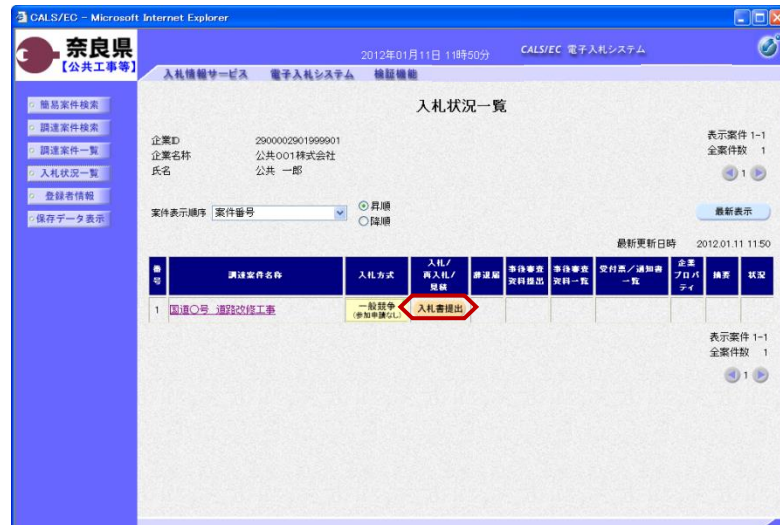 CALS/EC - Microsoft Internet Explorer
奈良県
【公共工事等】
2012年01月11日 11時50分
CALS/EC 電子入札システム
入札情報サービス 電子入札システム 検証機能
簡易案件検索
調達案件検索
調達案件一覧
入札状況一覧
登録者情報
保存データ表示
入札状況一覧
企業ID 2900002901999901
企業名称 公共001株式会社
氏名 公共 一郎
表示案件 1-1
全案件数 1
1
案件表示順序 案件番号
昇順
降順
最新表示
最新更新日時 2012.01.11 11:50
番号 調達案件名称 入札方式 入札/再入札/見積 辞退届 事後審査資料提出 事後審査資料一覧 受付票/通知書一覧 企業プロパティ 摘要 状況
1 国道〇号 道路改修工事 一般競争(参加申請なし) 入札書提出
表示案件 1-1
全案件数 1
1